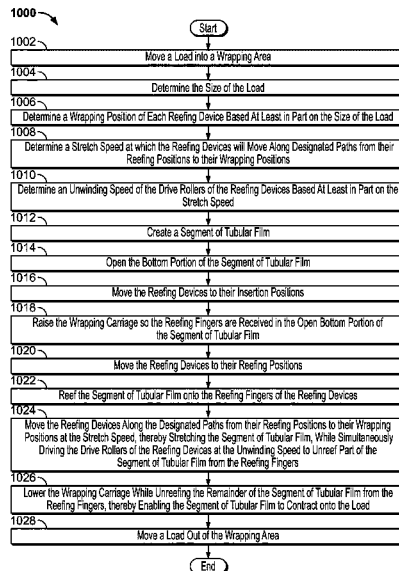 1000
Start
1002
Move a Load into a Wrapping Area
1004
Determine the Size of the Load
1006
Determine a Wrapping Position of Each Reefing Device Based At Least in Part on the Size of the Load
1008
Determine a Stretch Speed at which the Reefing Devices will Move Along Designated Paths from their
Reefing Positions to their Wrapping Positions
1010
Determine an Unwinding Speed of the Drive Rollers of the Reefing Devices Based At Least in Part on the
Stretch Speed
1012
Create a Segment of Tubular Film
1014
Open the Bottom Portion of the Segment of Tubular Film
1016
Move the Reefing Devices to their Insertion Positions
1018
Raise the Wrapping Carriage so the Reefing Fingers are Received in the Open Bottom Portion of
the Segment of Tubular Film
1020
Move the Reefing Devices to their Reefing Positions
1022
Reef the Segment of Tubular Film onto the Reefing Fingers of the Reefing Devices
1024
Move the Reefing Devices Along the Designated Paths from their Reefing Positions to their Wrapping
Positions at the Stretch Speed, thereby Stretching the Segment of Tubular Film, While Simultaneously
Driving the Drive Rollers of the Reefing Devices at the Unwinding Speed to Unreef Part of the
Segment of Tubular Film from the Reefing Fingers
1026
Lower the Wrapping Carriage While Unreefing the Remainder of the Segment of Tubular Film from the
Reefing Fingers, thereby Enabling the Segment of Tubular Film to Contract onto the Load
1028
Move a Load Out of the Wrapping Area
End